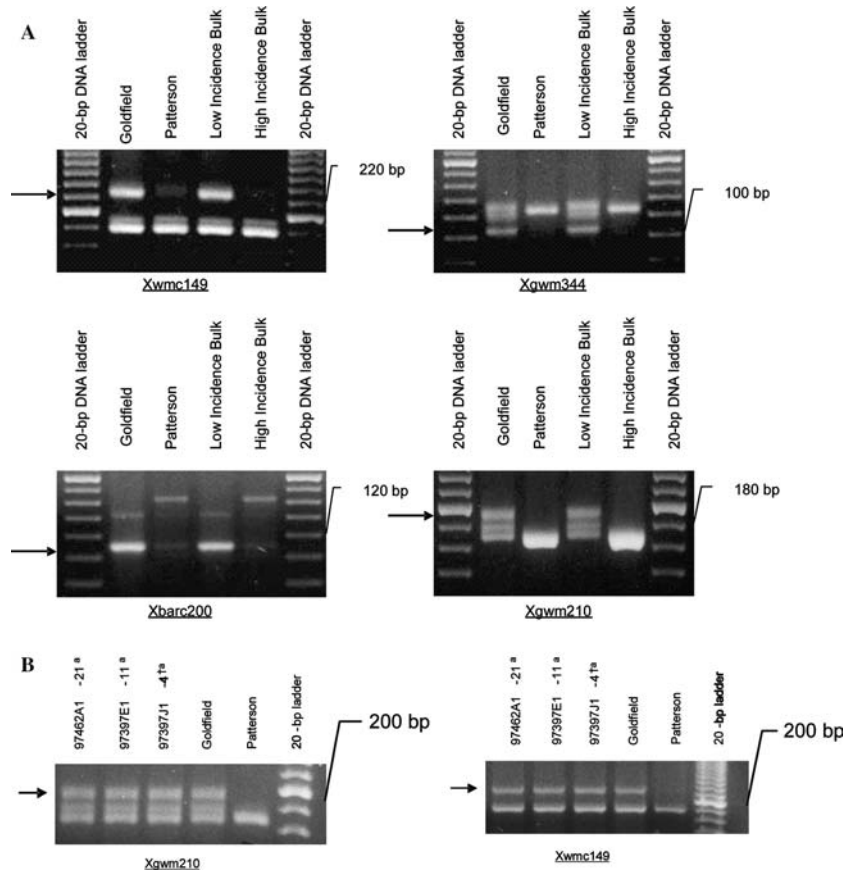 A
20-bp DNA ladder
Goldfield
Patterson
Low Incidence Bulk
High Incidence Bulk
20-bp DNA ladder
220 bp
Xwmc149
20-bp DNA ladder
Goldfield
Patterson
Low Incidence Bulk
High Incidence Bulk
20-bp DNA ladder
100 bp
Xgwm344
20-bp DNA ladder
Goldfield
Patterson
Low Incidence Bulk
High Incidence Bulk
20-bp DNA ladder
120 bp
Xbarc200
20-bp DNA ladder
Goldfield
Patterson
Low Incidence Bulk
High Incidence Bulk
20-bp DNA ladder
180 bp
Xgwm210
B
97462A1 -21ª
97397E1 -11ª
97397J1 -4†ª
Goldfield
Patterson
20 -bp ladder
200 bp
Xgwm210
97462A1 -21ª
97397E1 -11ª
97397J1 -4†ª
Goldfield
Patterson
20 -bp ladder
200 bp
Xwmc149